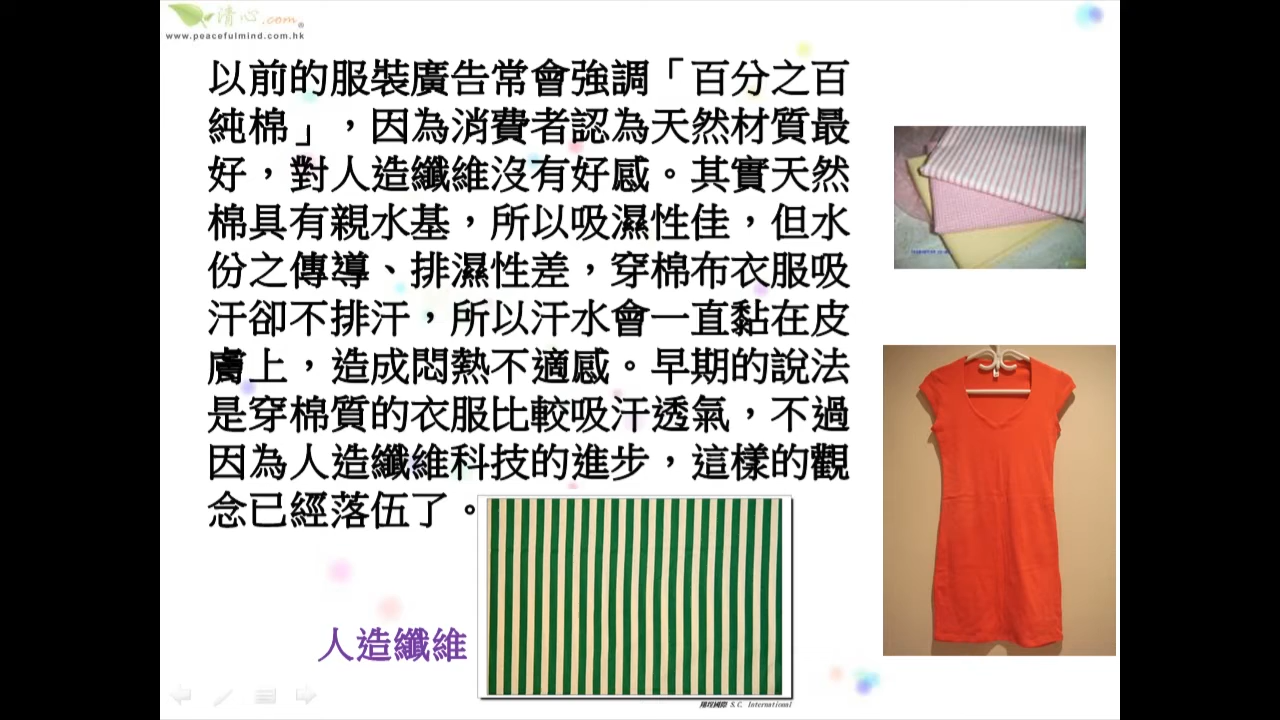 清心.com®
www.peacefulmind.com.hk
以前的服裝廣告常會強調「百分之百
純棉」，因為消費者認為天然材質最
好，對人造纖維沒有好感。其實天然
棉具有親水基，所以吸濕性佳，但水
份之傳導、排濕性差，穿棉布衣服吸
汗卻不排汗，所以汗水會一直黏在皮
膚上，造成悶熱不適感。早期的說法
是穿棉質的衣服比較吸汗透氣，不過
因為人造纖維科技的進步，這樣的觀
念已經落伍了。
人造纖維
S.C. International